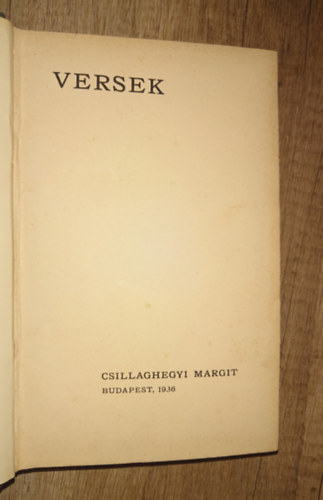 VERSEK
CSILLAGHEGYI MARGIT
BUDAPEST, 1936